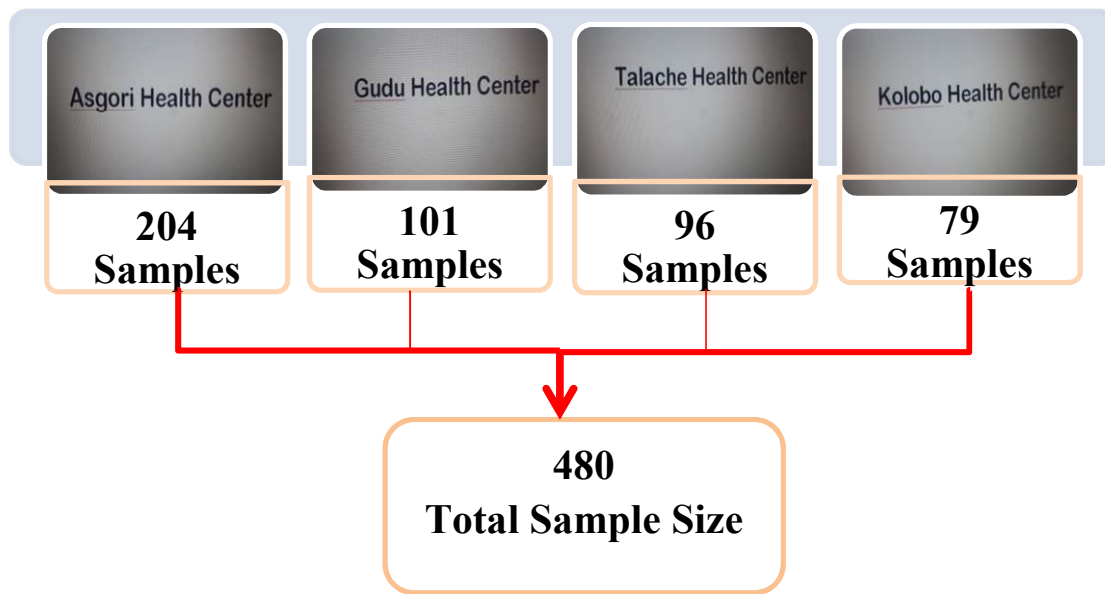 Asgori Health Center
Gudu Health Center
Talache Health Center
Kolobo Health Center
204
Samples
101
Samples
96
Samples
79
Samples
480
Total Sample Size